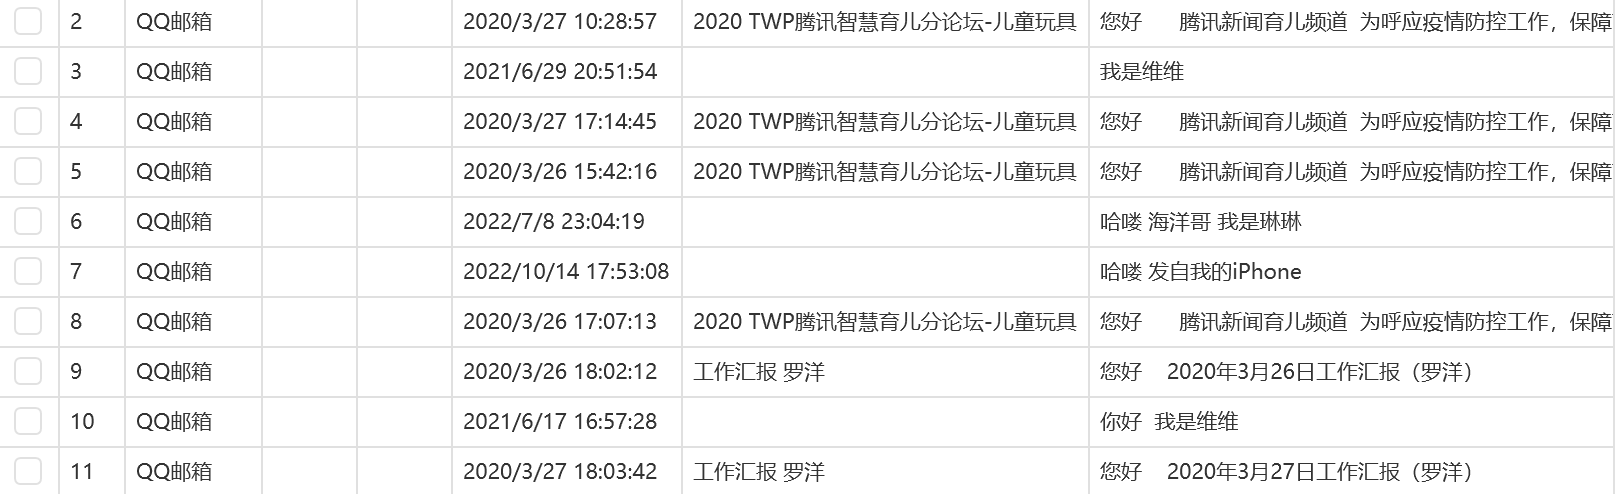 2 QQ邮箱 2020/3/27 10:28:57 2020 TWP腾讯智慧育儿分论坛-儿童玩具 您好 腾讯新闻育儿频道 为呼应疫情防控工作，保障
3 QQ邮箱 2021/6/29 20:51:54 我是维维
4 QQ邮箱 2020/3/27 17:14:45 2020 TWP腾讯智慧育儿分论坛-儿童玩具 您好 腾讯新闻育儿频道 为呼应疫情防控工作，保障
5 QQ邮箱 2020/3/26 15:42:16 2020 TWP腾讯智慧育儿分论坛-儿童玩具 您好 腾讯新闻育儿频道 为呼应疫情防控工作，保障
6 QQ邮箱 2022/7/8 23:04:19 哈喽 海洋哥 我是琳琳
7 QQ邮箱 2022/10/14 17:53:08 哈喽 发自我的iPhone
8 QQ邮箱 2020/3/26 17:07:13 2020 TWP腾讯智慧育儿分论坛-儿童玩具 您好 腾讯新闻育儿频道 为呼应疫情防控工作，保障
9 QQ邮箱 2020/3/26 18:02:12 工作汇报 罗洋 您好 2020年3月26日工作汇报（罗洋）
10 QQ邮箱 2021/6/17 16:57:28 你好 我是维维
11 QQ邮箱 2020/3/27 18:03:42 工作汇报 罗洋 您好 2020年3月27日工作汇报（罗洋）